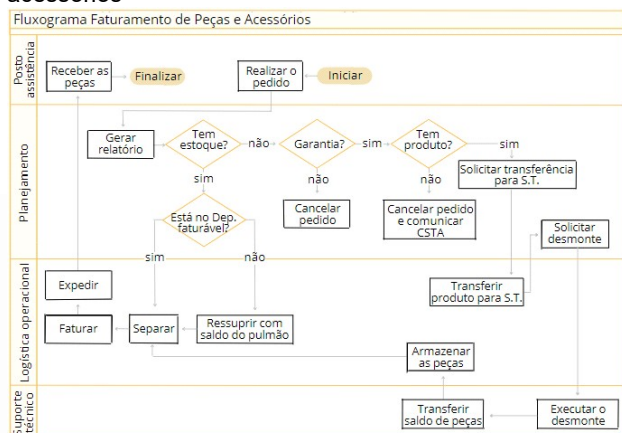 Fluxograma Faturamento de Peças e Acessórios
Posto
assistência
Receber as
peças
Finalizar
Realizar o
pedido
Iniciar
Planejamento
Gerar
relatório
Tem
estoque?
não
Garantia?
sim
Tem
produto?
sim
Solicitar transferência
para S.T.
sim
não
não
Cancelar
pedido
Cancelar pedido
e comunicar
CSTA
Está no Dep.
faturável?
sim
não
Solicitar
desmonte
Logística operacional
Expedir
Transferir
produto para S.T.
Faturar
Separar
Ressuprir com
saldo do pulmão
Armazenar
as peças
Suporte
técnico
Transferir
saldo de peças
Executar o
desmonte